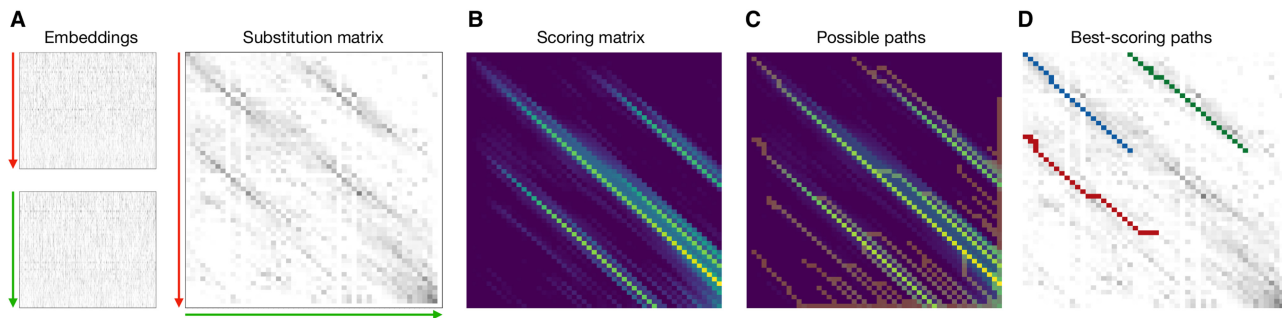 A
Embeddings
Substitution matrix
B
Scoring matrix
C
Possible paths
D
Best-scoring paths